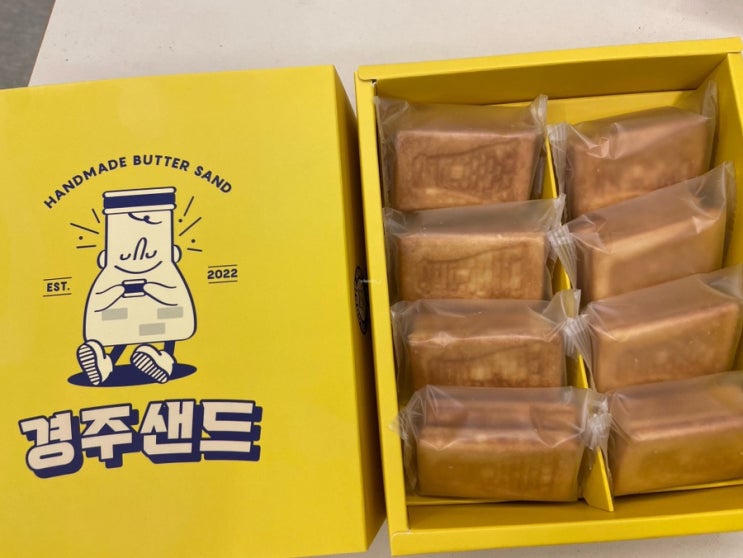 HANDMADE BUTTER SAND
EST. 2022
경주샌드